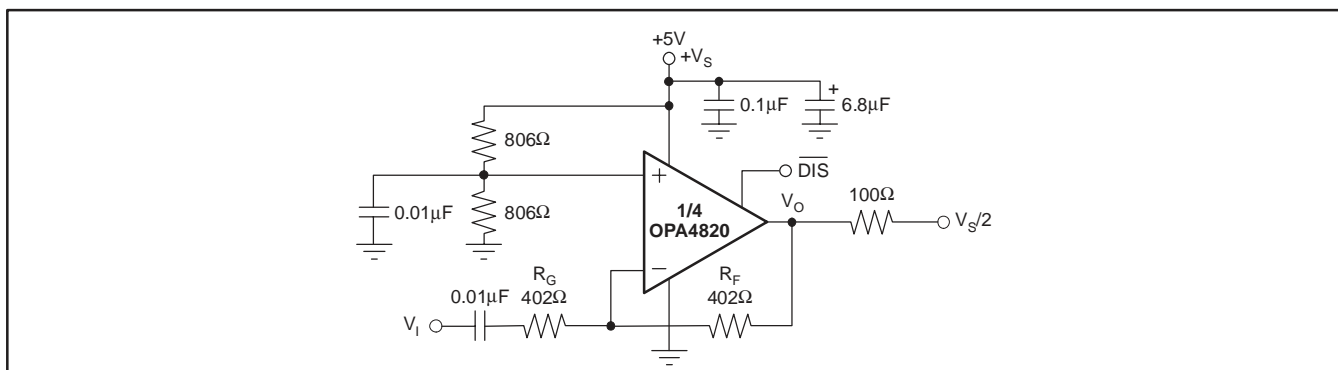 +5V
+V_S
0.1μF
+
6.8μF
806Ω
+
D̅I̅S̅
0.01μF
806Ω
1/4
OPA4820
V_O
100Ω
V_S/2
−
R_G
402Ω
R_F
402Ω
0.01μF
V_I